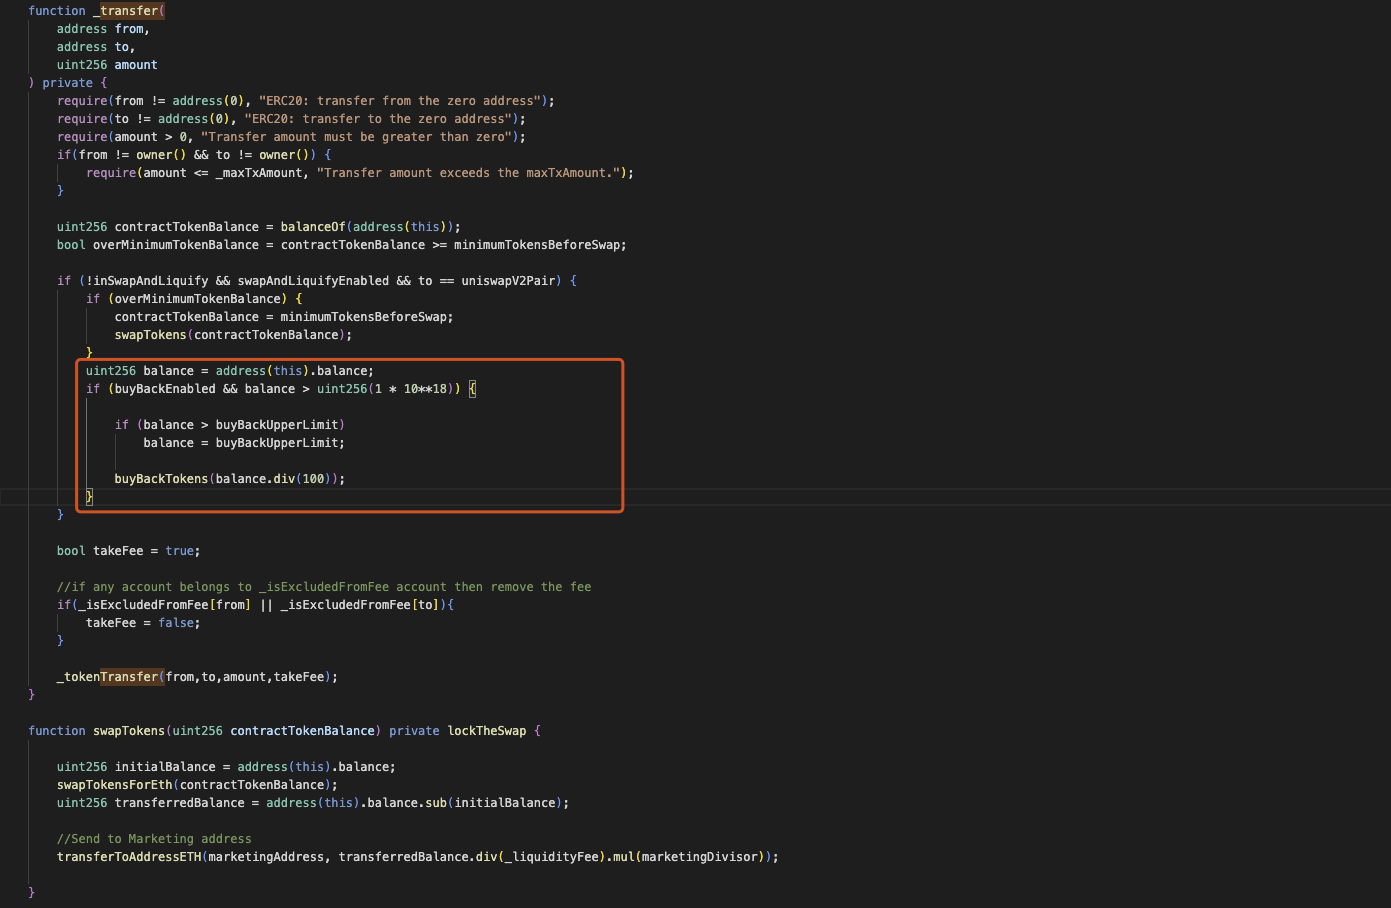 function _transfer(
address from,
address to,
uint256 amount
) private {
require(from != address(0), "ERC20: transfer from the zero address");
require(to != address(0), "ERC20: transfer to the zero address");
require(amount > 0, "Transfer amount must be greater than zero");
if(from != owner() && to != owner()) {
require(amount <= _maxTxAmount, "Transfer amount exceeds the maxTxAmount.");
}
uint256 contractTokenBalance = balanceOf(address(this));
bool overMinimumTokenBalance = contractTokenBalance >= minimumTokensBeforeSwap;
if (!inSwapAndLiquify && swapAndLiquifyEnabled && to == uniswapV2Pair) {
if (overMinimumTokenBalance) {
contractTokenBalance = minimumTokensBeforeSwap;
swapTokens(contractTokenBalance);
}
uint256 balance = address(this).balance;
if (buyBackEnabled && balance > uint256(1 * 10**18)) {
if (balance > buyBackUpperLimit)
balance = buyBackUpperLimit;
buyBackTokens(balance.div(100));
}
}
bool takeFee = true;
//if any account belongs to _isExcludedFromFee account then remove the fee
if(_isExcludedFromFee[from] || _isExcludedFromFee[to]){
takeFee = false;
}
_tokenTransfer(from,to,amount,takeFee);
}
function swapTokens(uint256 contractTokenBalance) private lockTheSwap {
uint256 initialBalance = address(this).balance;
swapTokensForEth(contractTokenBalance);
uint256 transferredBalance = address(this).balance.sub(initialBalance);
//Send to Marketing address
transferToAddressETH(marketingAddress, transferredBalance.div(_liquidityFee).mul(marketingDivisor));
}